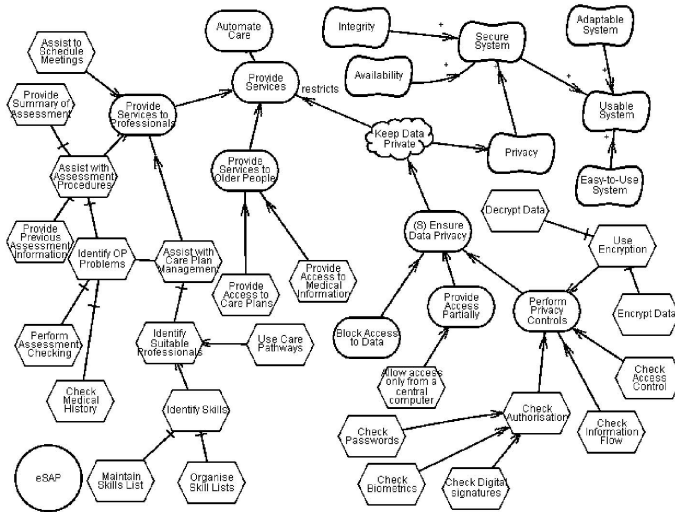 Assist to
Schedule
Meetings
Automate
Care
Integrity
Secure
System
Adaptable
System
Provide
Summary of
Assessment
Provide
Services
restricts
Availability
Usable
System
Provide
Services to
Professionals
Keep Data
Private
Privacy
Easy-to-Use
System
Assist with
Assessment
Procedures
Provide
Services to
Older People
Decrypt Data
(S) Ensure
Data Privacy
Use
Encryption
Provide
Previous
Assessment
Information
Identify OP
Problems
Assist with
Care Plan
Management
Provide
Access to
Care Plans
Provide
Access to
Medical
Information
Provide
Access
Partially
Perform
Privacy
Controls
Encrypt Data
Perform
Assessment
Checking
Identify
Suitable
Professionals
Use Care
Pathways
Block Access
to Data
Check
Medical
History
Allow access
only from a
central
computer
Check
Access
Control
Identify Skills
Check
Passwords
Check
Authorisation
Check
Information
Flow
eSAP
Maintain
Skills List
Organise
Skill Lists
Check
Biometrics
Check Digital
signatures
+
+
+
+
+
+